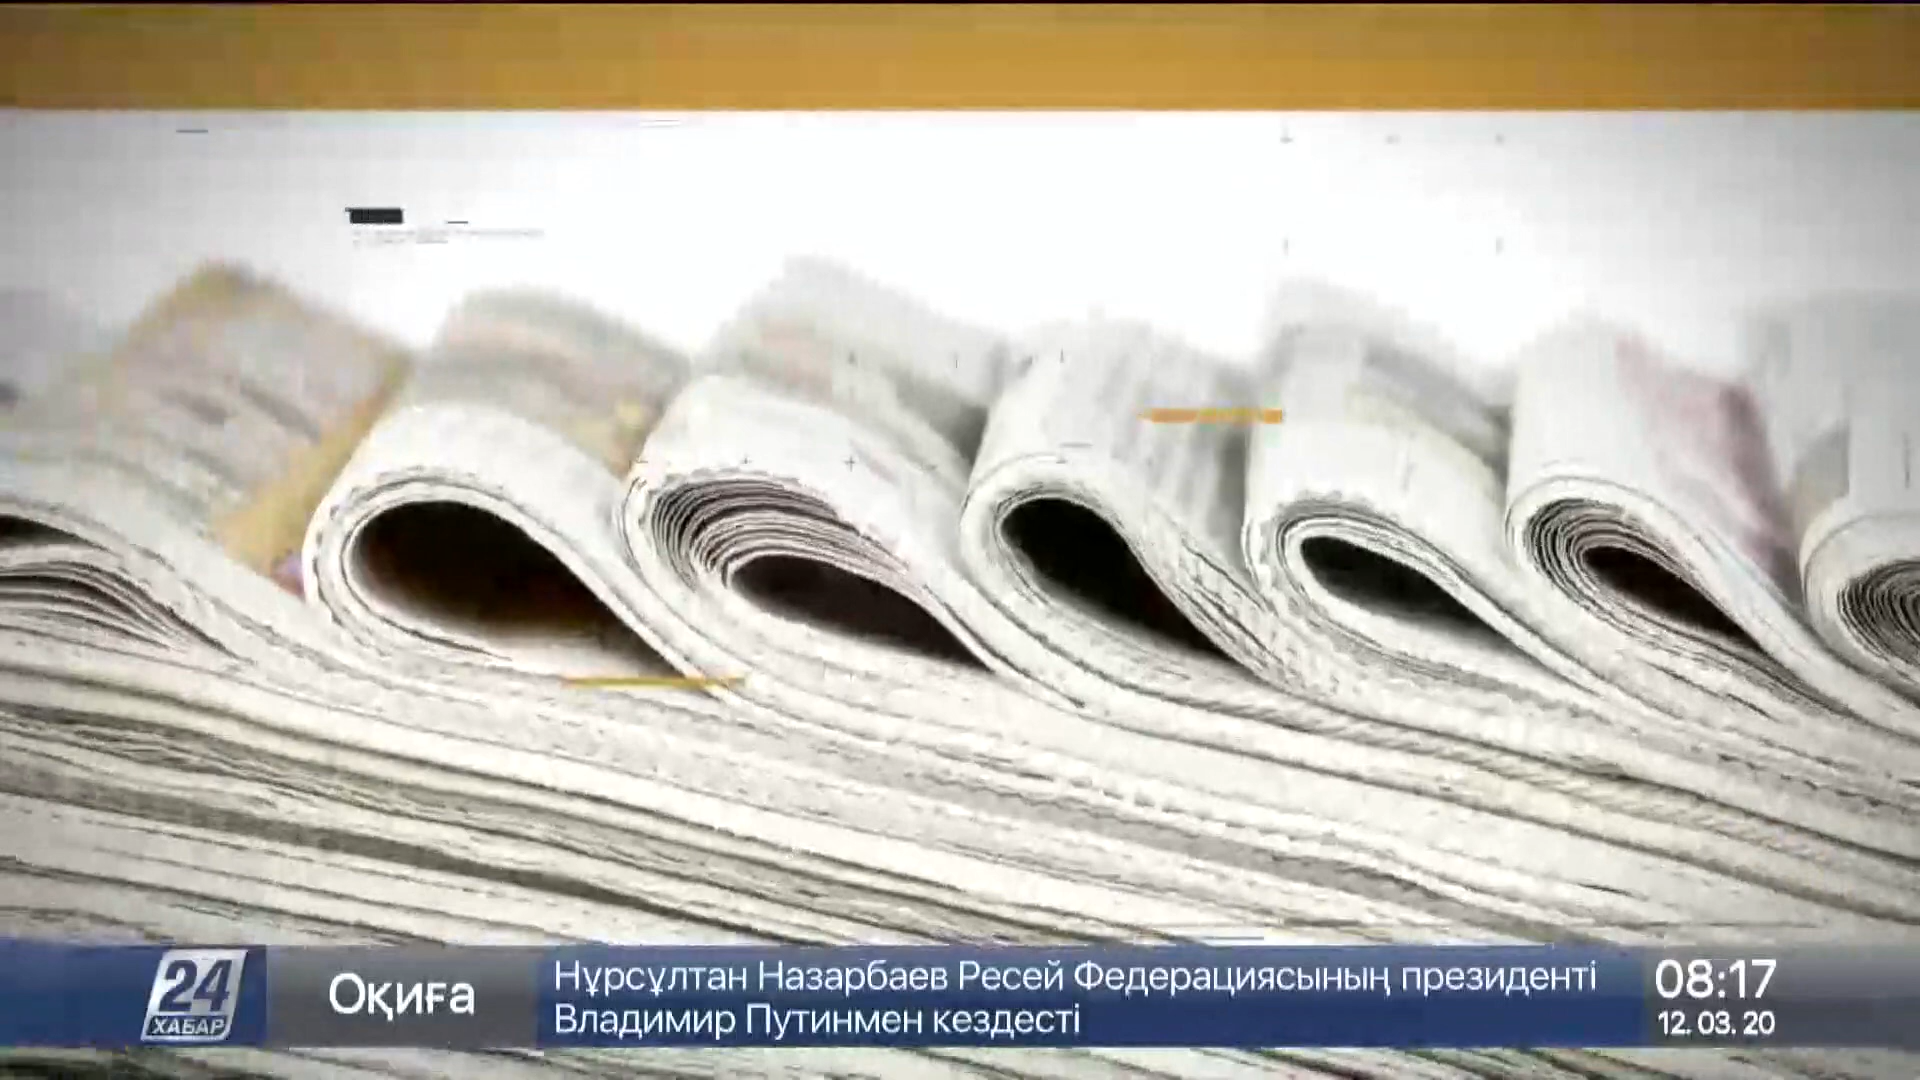 24
ХАБАР
Оқиға
Нұрсұлтан Назарбаев Ресей Федерациясының президенті
Владимир Путинмен кездесті
08:17
12. 03. 20